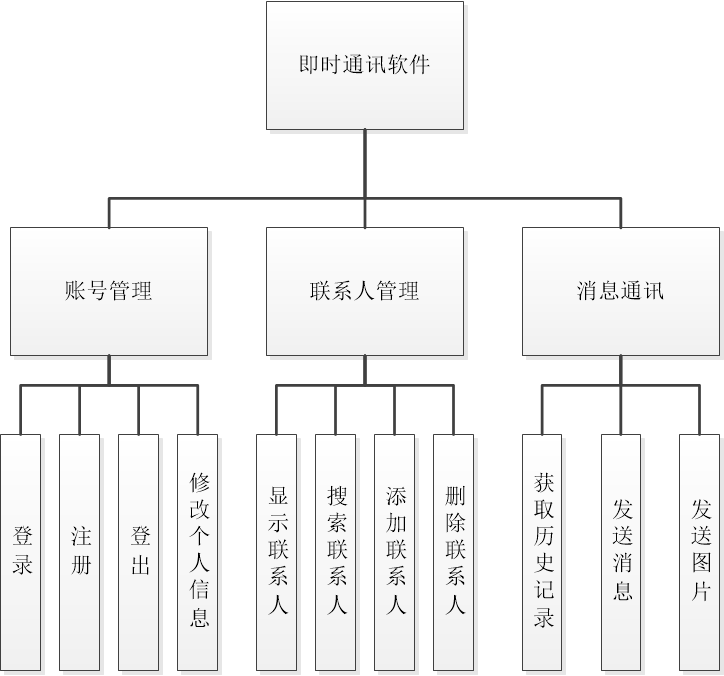 即时通讯软件
账号管理
联系人管理
消息通讯
登录
注册
登出
修改个人信息
显示联系人
搜索联系人
添加联系人
删除联系人
获取历史记录
发送消息
发送图片